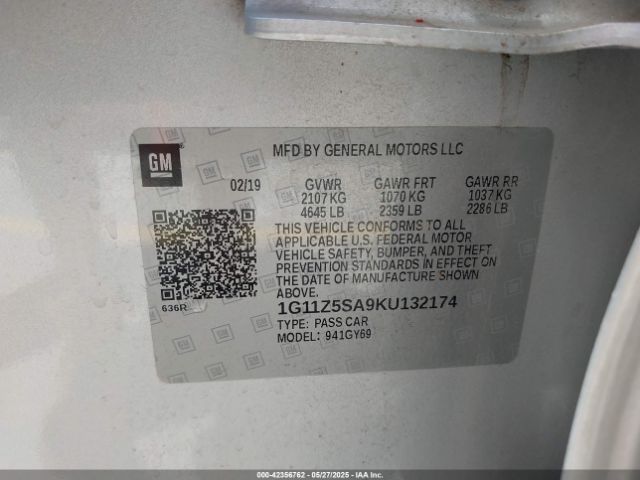 GM
MFD BY GENERAL MOTORS LLC
02/19 GVWR GAWR FRT GAWR RR
2107 KG 1070 KG 1037 KG
4645 LB 2359 LB 2286 LB
THIS VEHICLE CONFORMS TO ALL
APPLICABLE U.S. FEDERAL MOTOR
VEHICLE SAFETY, BUMPER, AND THEFT
PREVENTION STANDARDS IN EFFECT ON
THE DATE OF MANUFACTURE SHOWN
ABOVE.
636R
1G11Z5SA9KU132174
TYPE: PASS CAR
MODEL: 941GY69
000-42356762 - 05/27/2025 - IAA Inc.